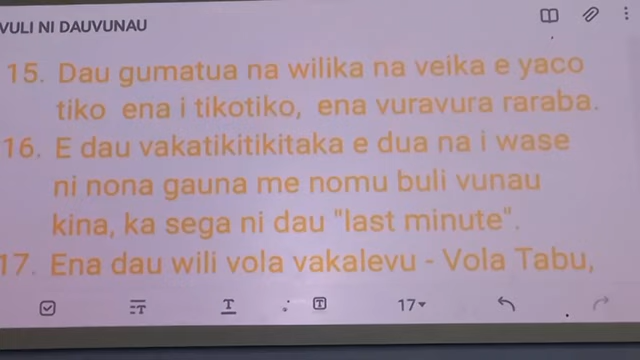 VULI NI DAUVUNAU
15. Dau gumatua na wilika na veika e yaco
tiko ena i tikotiko, ena vuravura raraba.
16. E dau vakatikitikitaka e dua na i wase
ni nona gauna me nomu buli vunau
kina, ka sega ni dau "last minute".
17. Ena dau wili vola vakalevu - Vola Tabu,
17